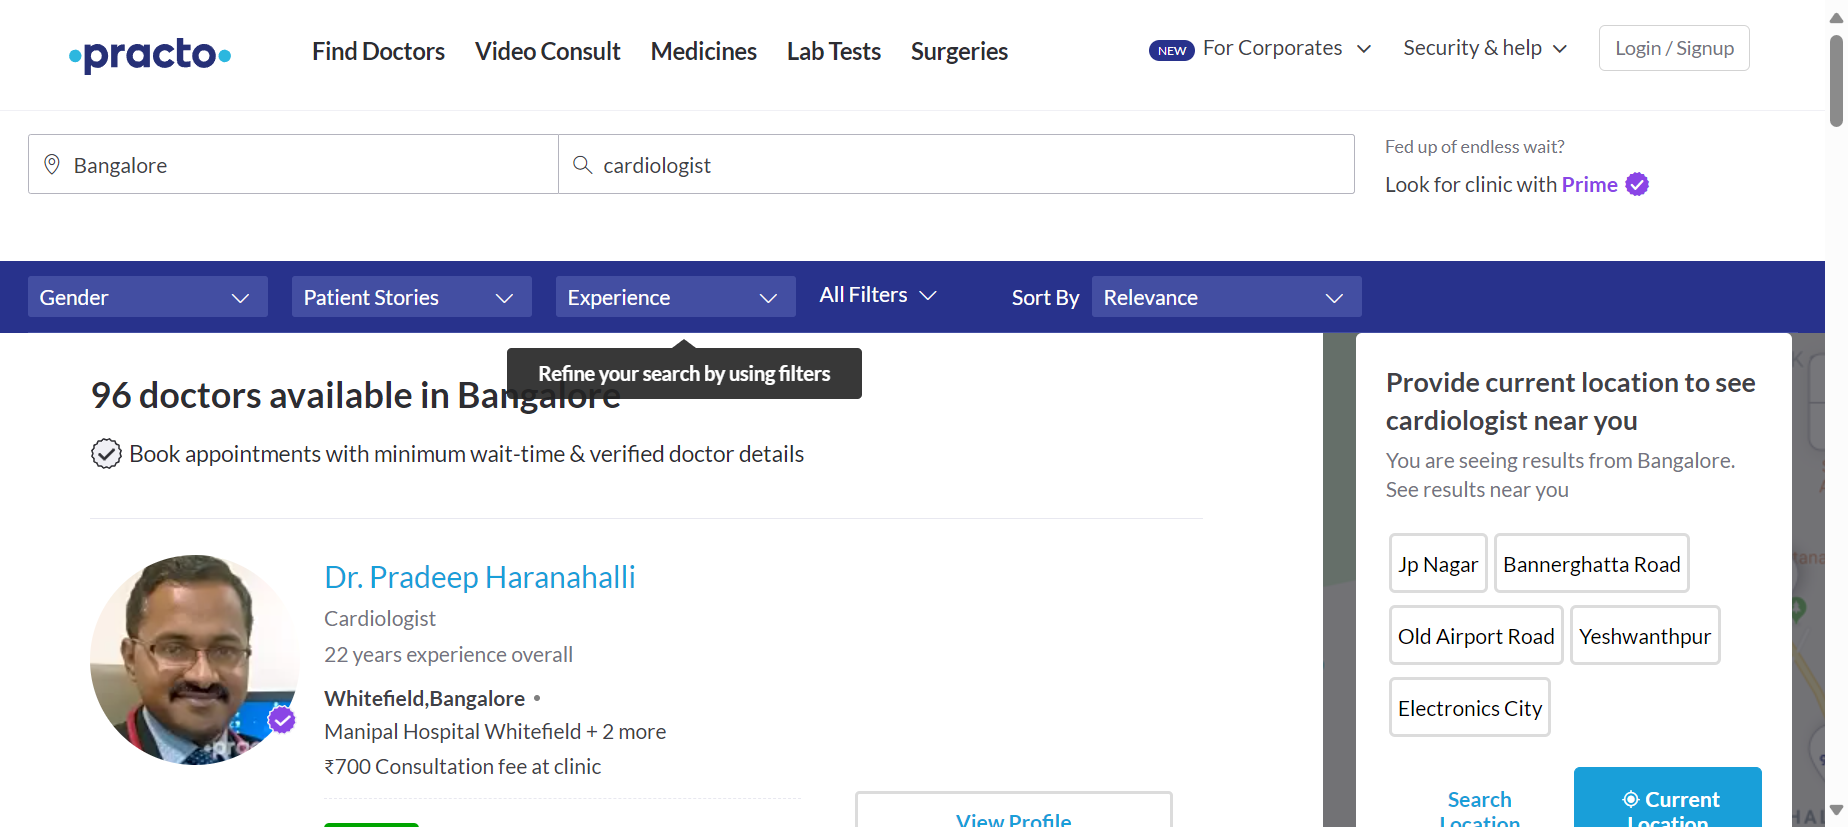 practo
Find Doctors
Video Consult
Medicines
Lab Tests
Surgeries
NEW
For Corporates
Security & help
Login / Signup
Bangalore
cardiologist
Fed up of endless wait?
Look for clinic with Prime
Gender
Patient Stories
Experience
All Filters
Sort By
Relevance
Refine your search by using filters
96 doctors available in Bangalore
Book appointments with minimum wait-time & verified doctor details
Dr. Pradeep Haranahalli
Cardiologist
22 years experience overall
Whitefield,Bangalore •
Manipal Hospital Whitefield + 2 more
₹700 Consultation fee at clinic
View Profile
Provide current location to see
cardiologist near you
You are seeing results from Bangalore.
See results near you
Jp Nagar
Bannerghatta Road
Old Airport Road
Yeshwanthpur
Electronics City
Search
Location
Current
Location